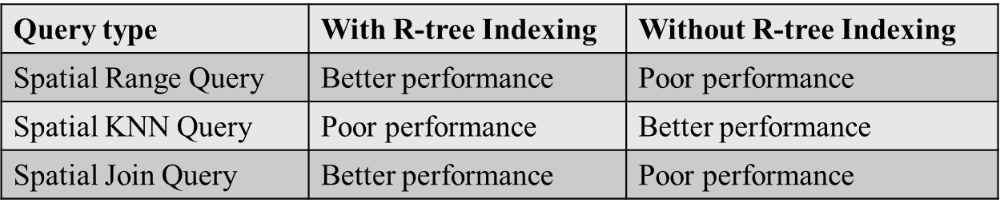 Query type With R-tree Indexing Without R-tree Indexing
Spatial Range Query Better performance Poor performance
Spatial KNN Query Poor performance Better performance
Spatial Join Query Better performance Poor performance